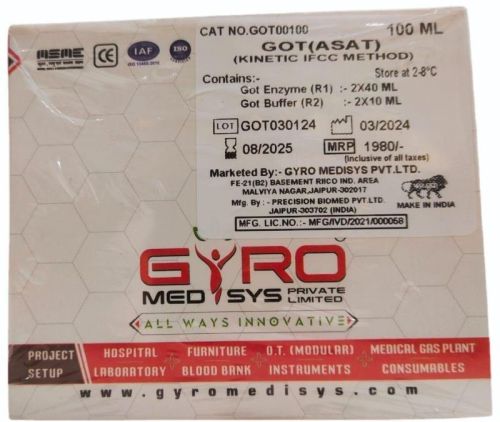 CAT NO.GOT00100 100 ML
GOT(ASAT)
(KINETIC IFCC METHOD)
Store at 2-8°C
Contains:-
Got Enzyme (R1) :- 2X40 ML
Got Buffer (R2) :- 2X10 ML
LOT GOT030124 03/2024
08/2025 MRP 1980/-
(inclusive of all taxes)
Marketed By:- GYRO MEDISYS PVT.LTD.
FE-21(B2) BASEMENT RIICO IND. AREA
MALVIYA NAGAR,JAIPUR-302017
Mfg. By :- PRECISION BIOMED PVT.LTD.
JAIPUR-303702 (INDIA)
MFG. LIC.NO.: - MFG/IVD/2021/000058
MAKE IN INDIA
MSME CE IAF ISO
GYRO
MEDISYS PRIVATE
LIMITED
ALL WAYS INNOVATIVE
PROJECT
SETUP
HOSPITAL FURNITURE O.T. (MODULAR) MEDICAL GAS PLANT
LABORATORY BLOOD BANK INSTRUMENTS CONSUMABLES
www.gyromedisys.com